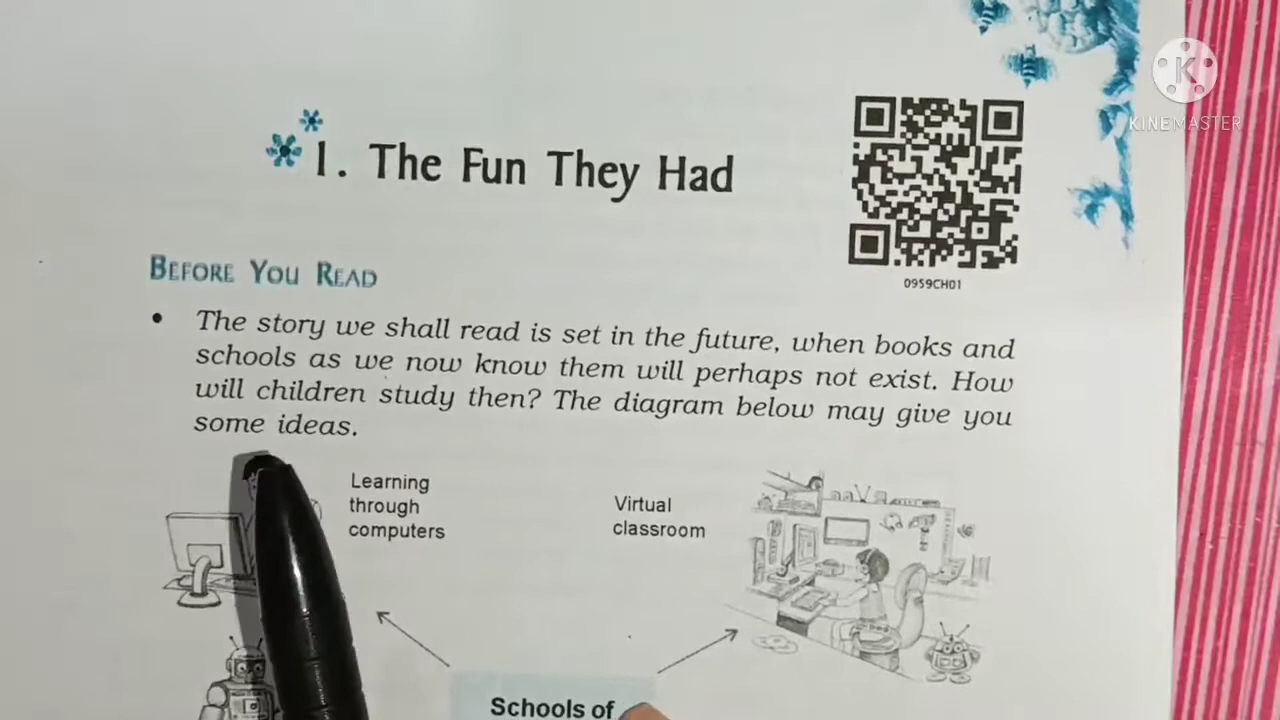 KINEMASTER
1. The Fun They Had
0959CH01
BEFORE YOU READ
• The story we shall read is set in the future, when books and
schools as we now know them will perhaps not exist. How
will children study then? The diagram below may give you
some ideas.
Learning
through
computers
Virtual
classroom
Schools of